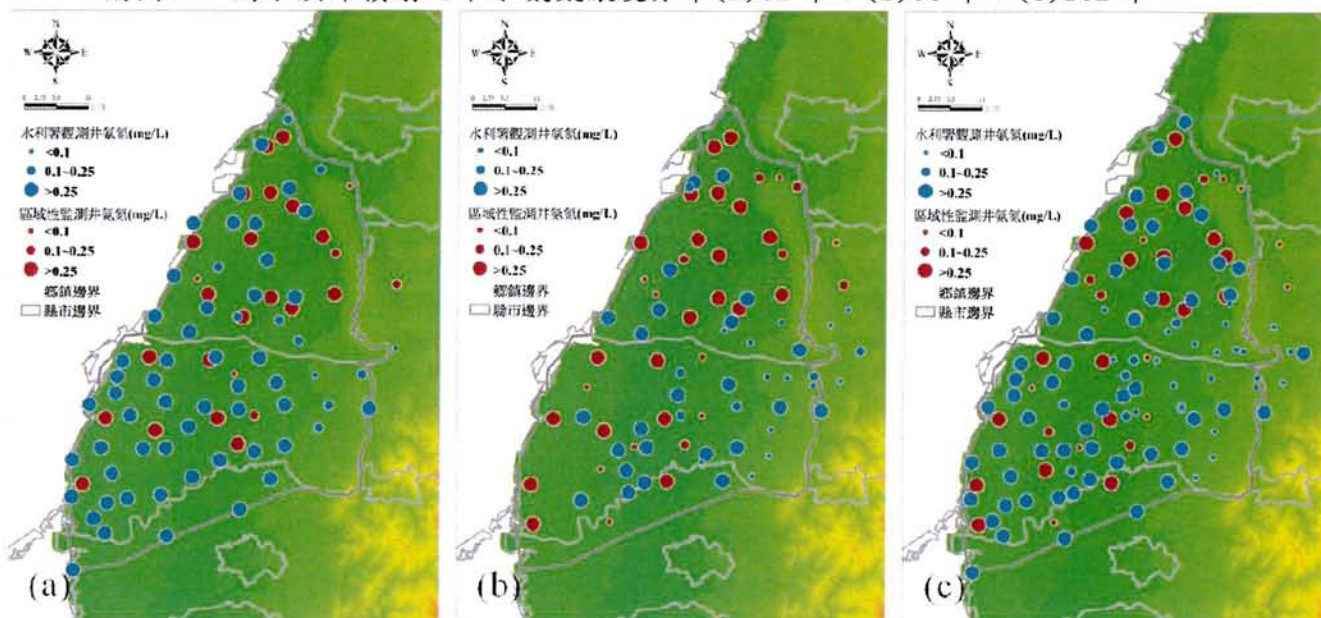 N
W E
S
水利署觀測井氨氮(mg/L)
<0.1
0.1~0.25
>0.25
區域性監測井氨氮(mg/L)
<0.1
0.1~0.25
>0.25
鄉鎮邊界
縣市邊界
(a)
N
W E
S
水利署觀測井氨氮(mg/L)
<0.1
0.1~0.25
>0.25
區域性監測井氨氮(mg/L)
<0.1
0.1~0.25
>0.25
鄉鎮邊界
縣市邊界
(b)
N
W E
S
水利署觀測井氨氮(mg/L)
<0.1
0.1~0.25
>0.25
區域性監測井氨氮(mg/L)
<0.1
0.1~0.25
>0.25
鄉鎮邊界
縣市邊界
(c)